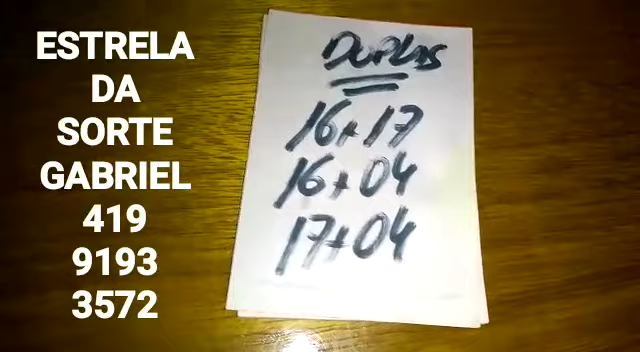 ESTRELA
DA
SORTE
GABRIEL
419
9193
3572
DUPLAS
16+17
16+04
17+04